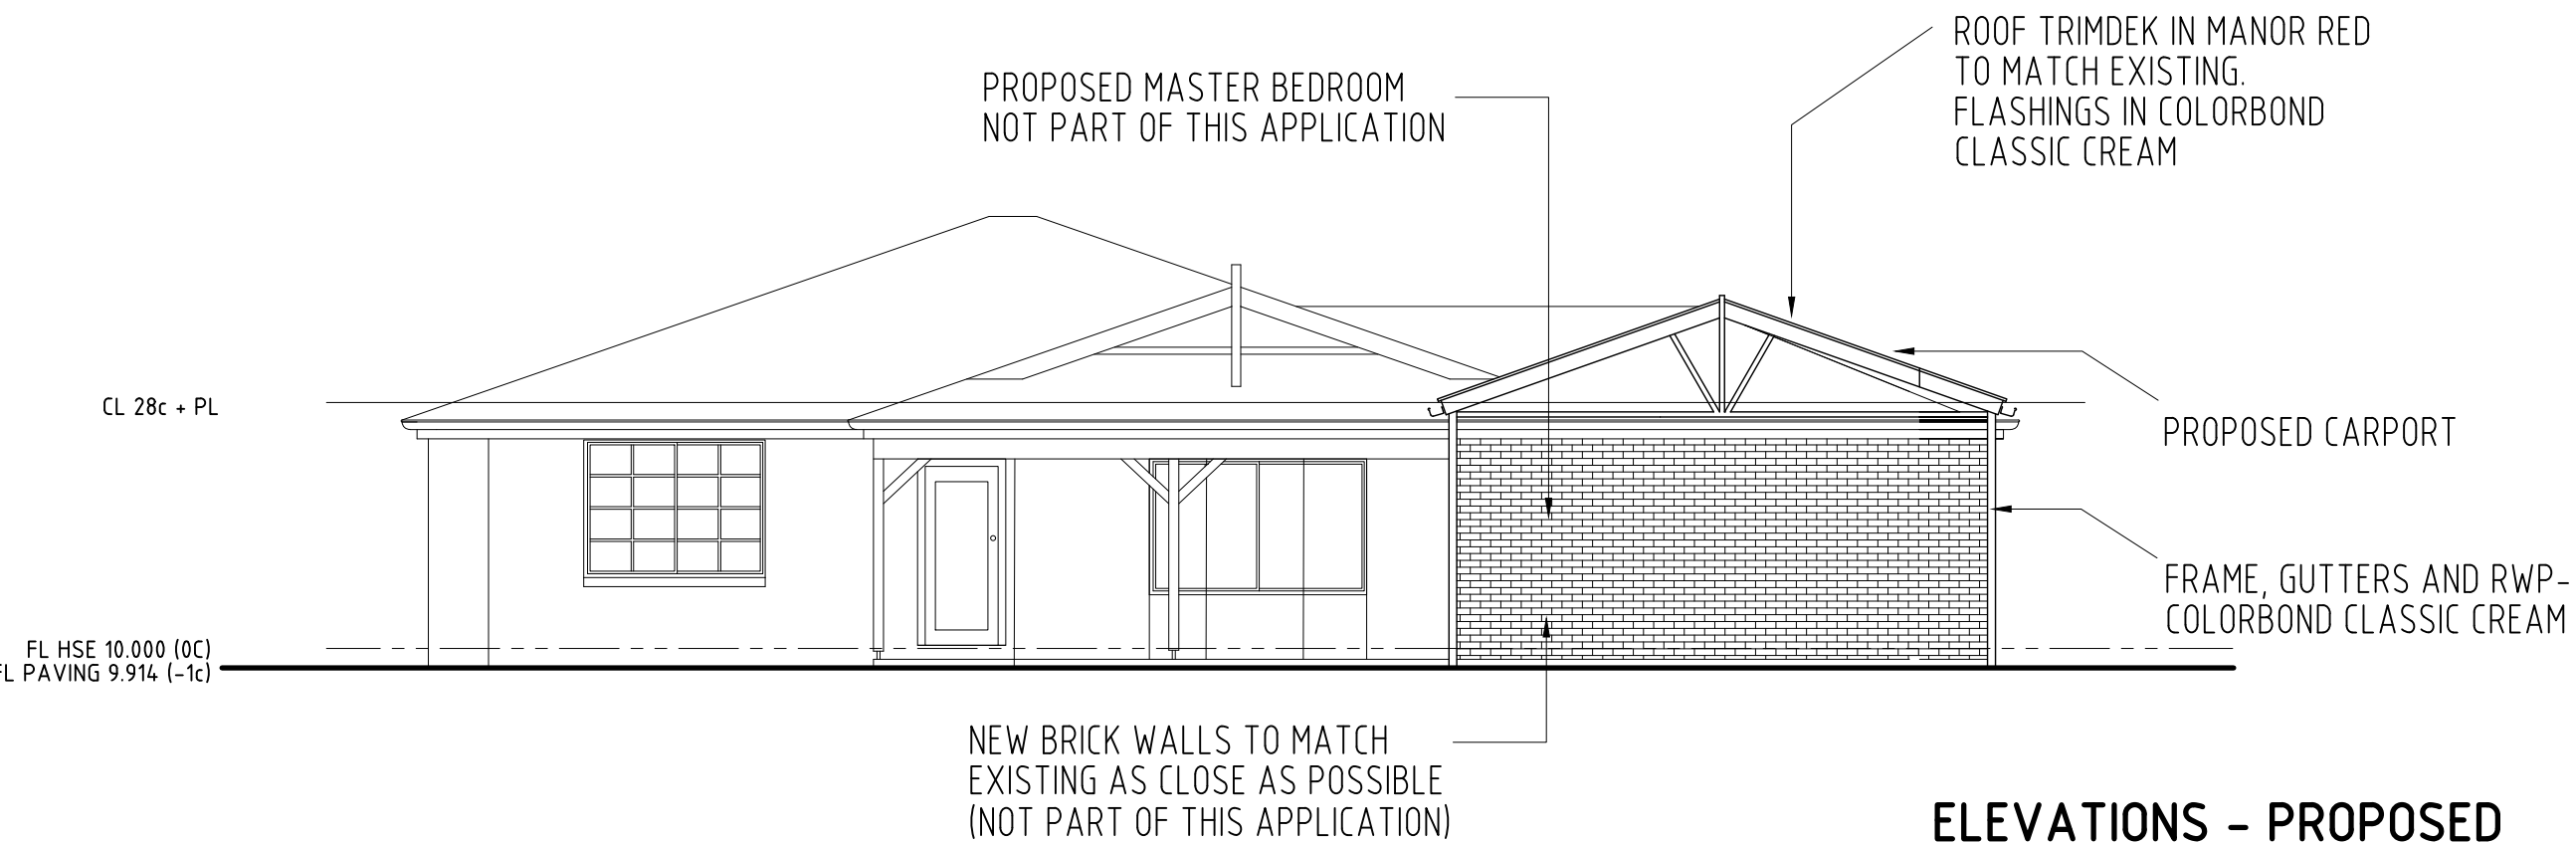 ROOF TRIMDEK IN MANOR RED
TO MATCH EXISTING.
FLASHINGS IN COLORBOND
CLASSIC CREAM
PROPOSED MASTER BEDROOM
NOT PART OF THIS APPLICATION
CL 28c + PL
PROPOSED CARPORT
FRAME, GUTTERS AND RWP-
COLORBOND CLASSIC CREAM
FL HSE 10.000 (0C)
FL PAVING 9.914 (-1c)
NEW BRICK WALLS TO MATCH
EXISTING AS CLOSE AS POSSIBLE
(NOT PART OF THIS APPLICATION)
ELEVATIONS - PROPOSED